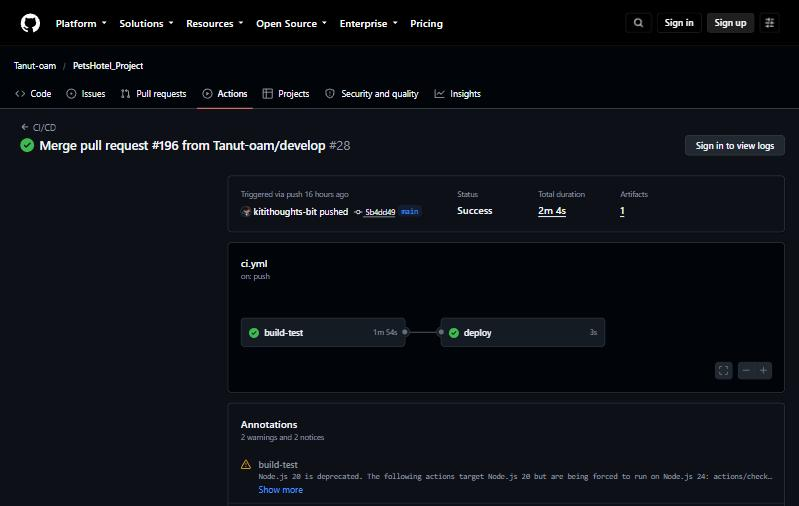 Platform Solutions Resources Open Source Enterprise Pricing Sign in Sign up
Tanut-oam / PetsHotel_Project
Code Issues Pull requests Actions Projects Security and quality Insights
CI/CD
Merge pull request #196 from Tanut-oam/develop #28
Sign in to view logs
Triggered via push 16 hours ago Status Total duration Artifacts
kitithoughts-bit pushed 5b4dd49 main Success 2m 4s 1
ci.yml
on: push
build-test 1m 54s deploy 3s
Annotations
2 warnings and 2 notices
build-test
Node.js 20 is deprecated. The following actions target Node.js 20 but are being forced to run on Node.js 24: actions/check…
Show more